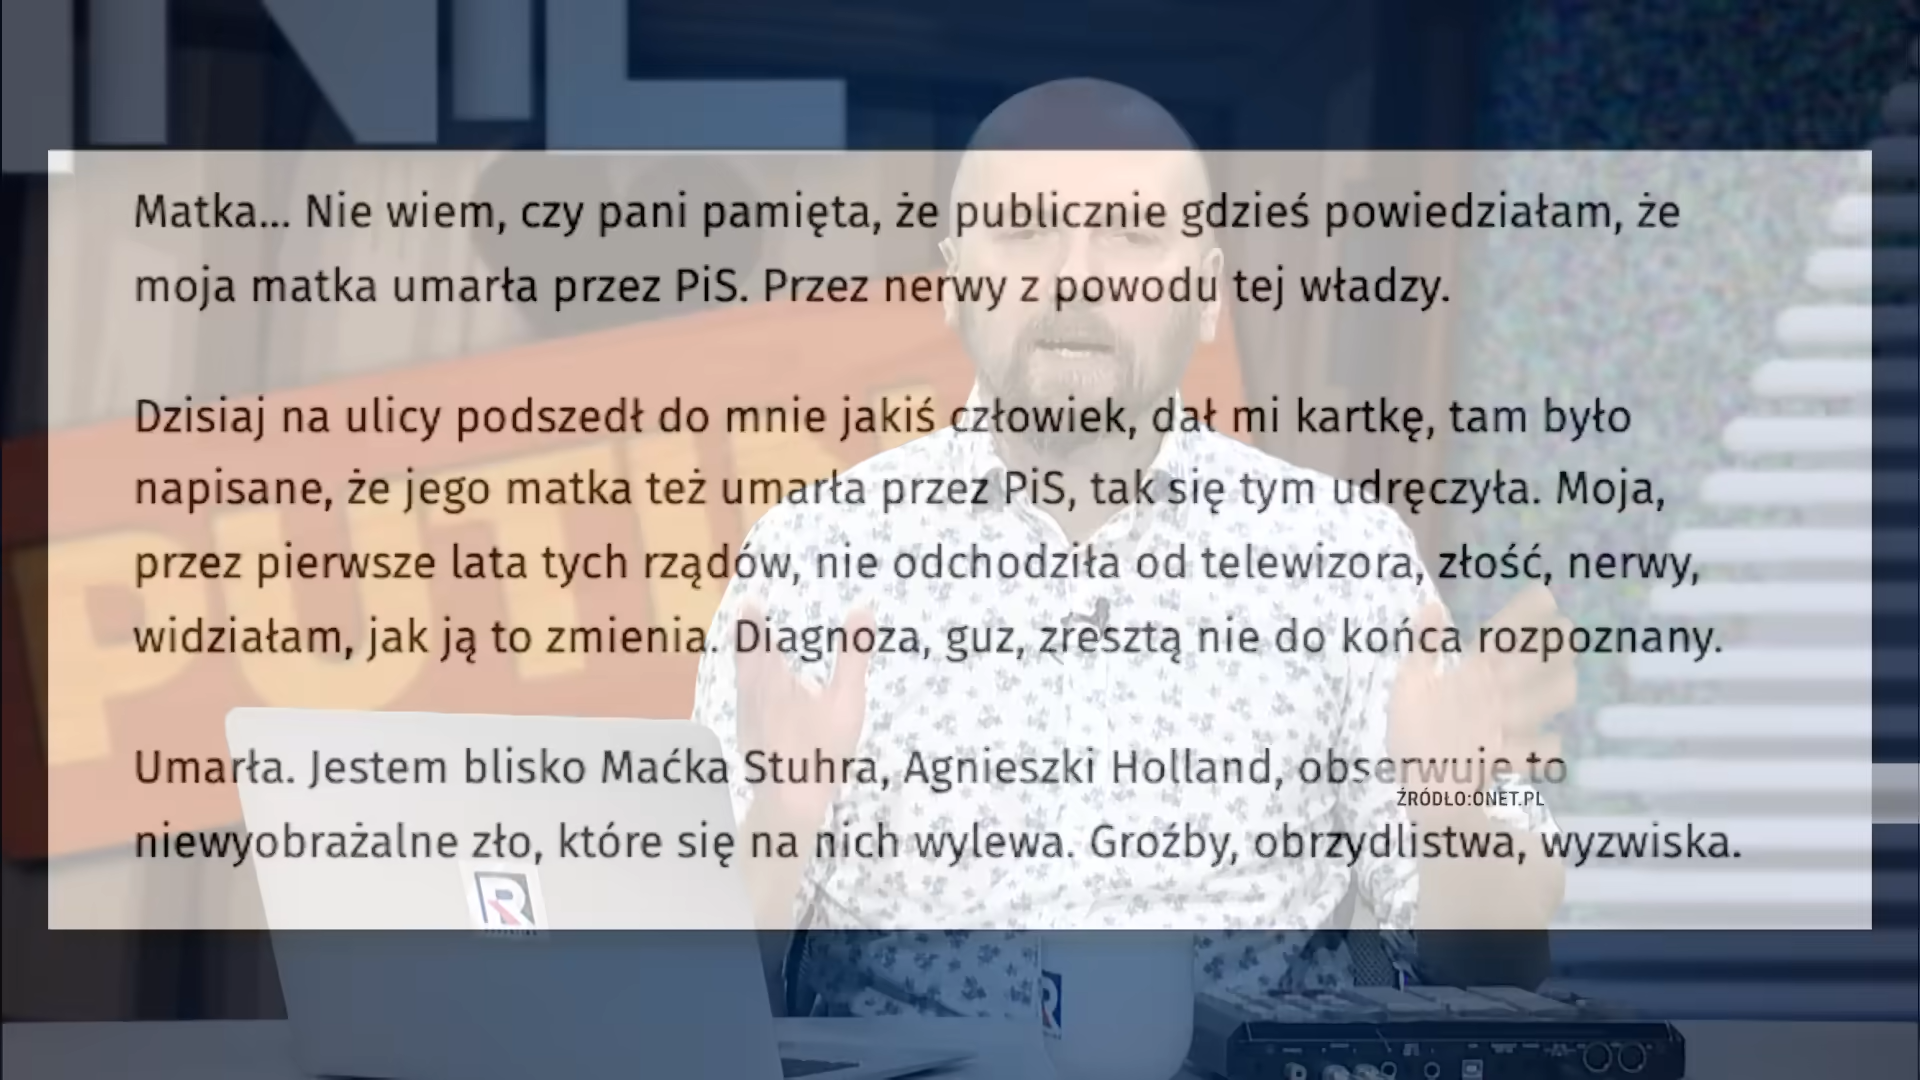 Matka... Nie wiem, czy pani pamięta, że publicznie gdzieś powiedziałam, że
moja matka umarła przez PiS. Przez nerwy z powodu tej władzy.
Dzisiaj na ulicy podszedł do mnie jakiś człowiek, dał mi kartkę, tam było
napisane, że jego matka też umarła przez PiS, tak się tym udręczyła. Moja,
przez pierwsze lata tych rządów, nie odchodziła od telewizora, złość, nerwy,
widziałam, jak ją to zmienia. Diagnoza, guz, zresztą nie do końca rozpoznany.
Umarła. Jestem blisko Maćka Stuhra, Agnieszki Holland, obserwuję to
ŹRÓDŁO:ONET.PL
niewyobrażalne zło, które się na nich wylewa. Groźby, obrzydlistwa, wyzwiska.
PUTIN
R
R